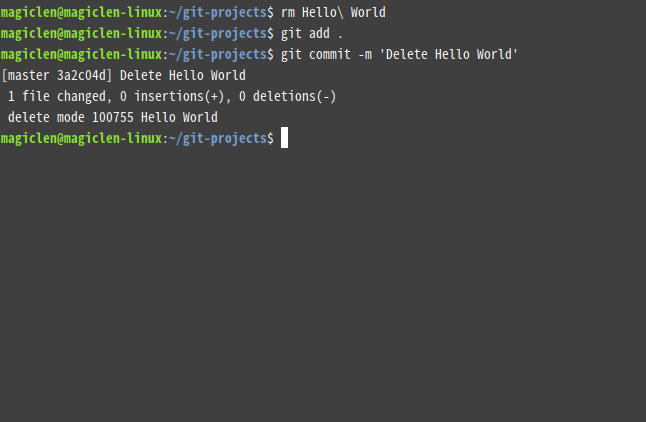 magiclen@magiclen-linux:~/git-projects$ rm Hello\ World
magiclen@magiclen-linux:~/git-projects$ git add .
magiclen@magiclen-linux:~/git-projects$ git commit -m 'Delete Hello World'
[master 3a2c04d] Delete Hello World
 1 file changed, 0 insertions(+), 0 deletions(-)
 delete mode 100755 Hello World
magiclen@magiclen-linux:~/git-projects$